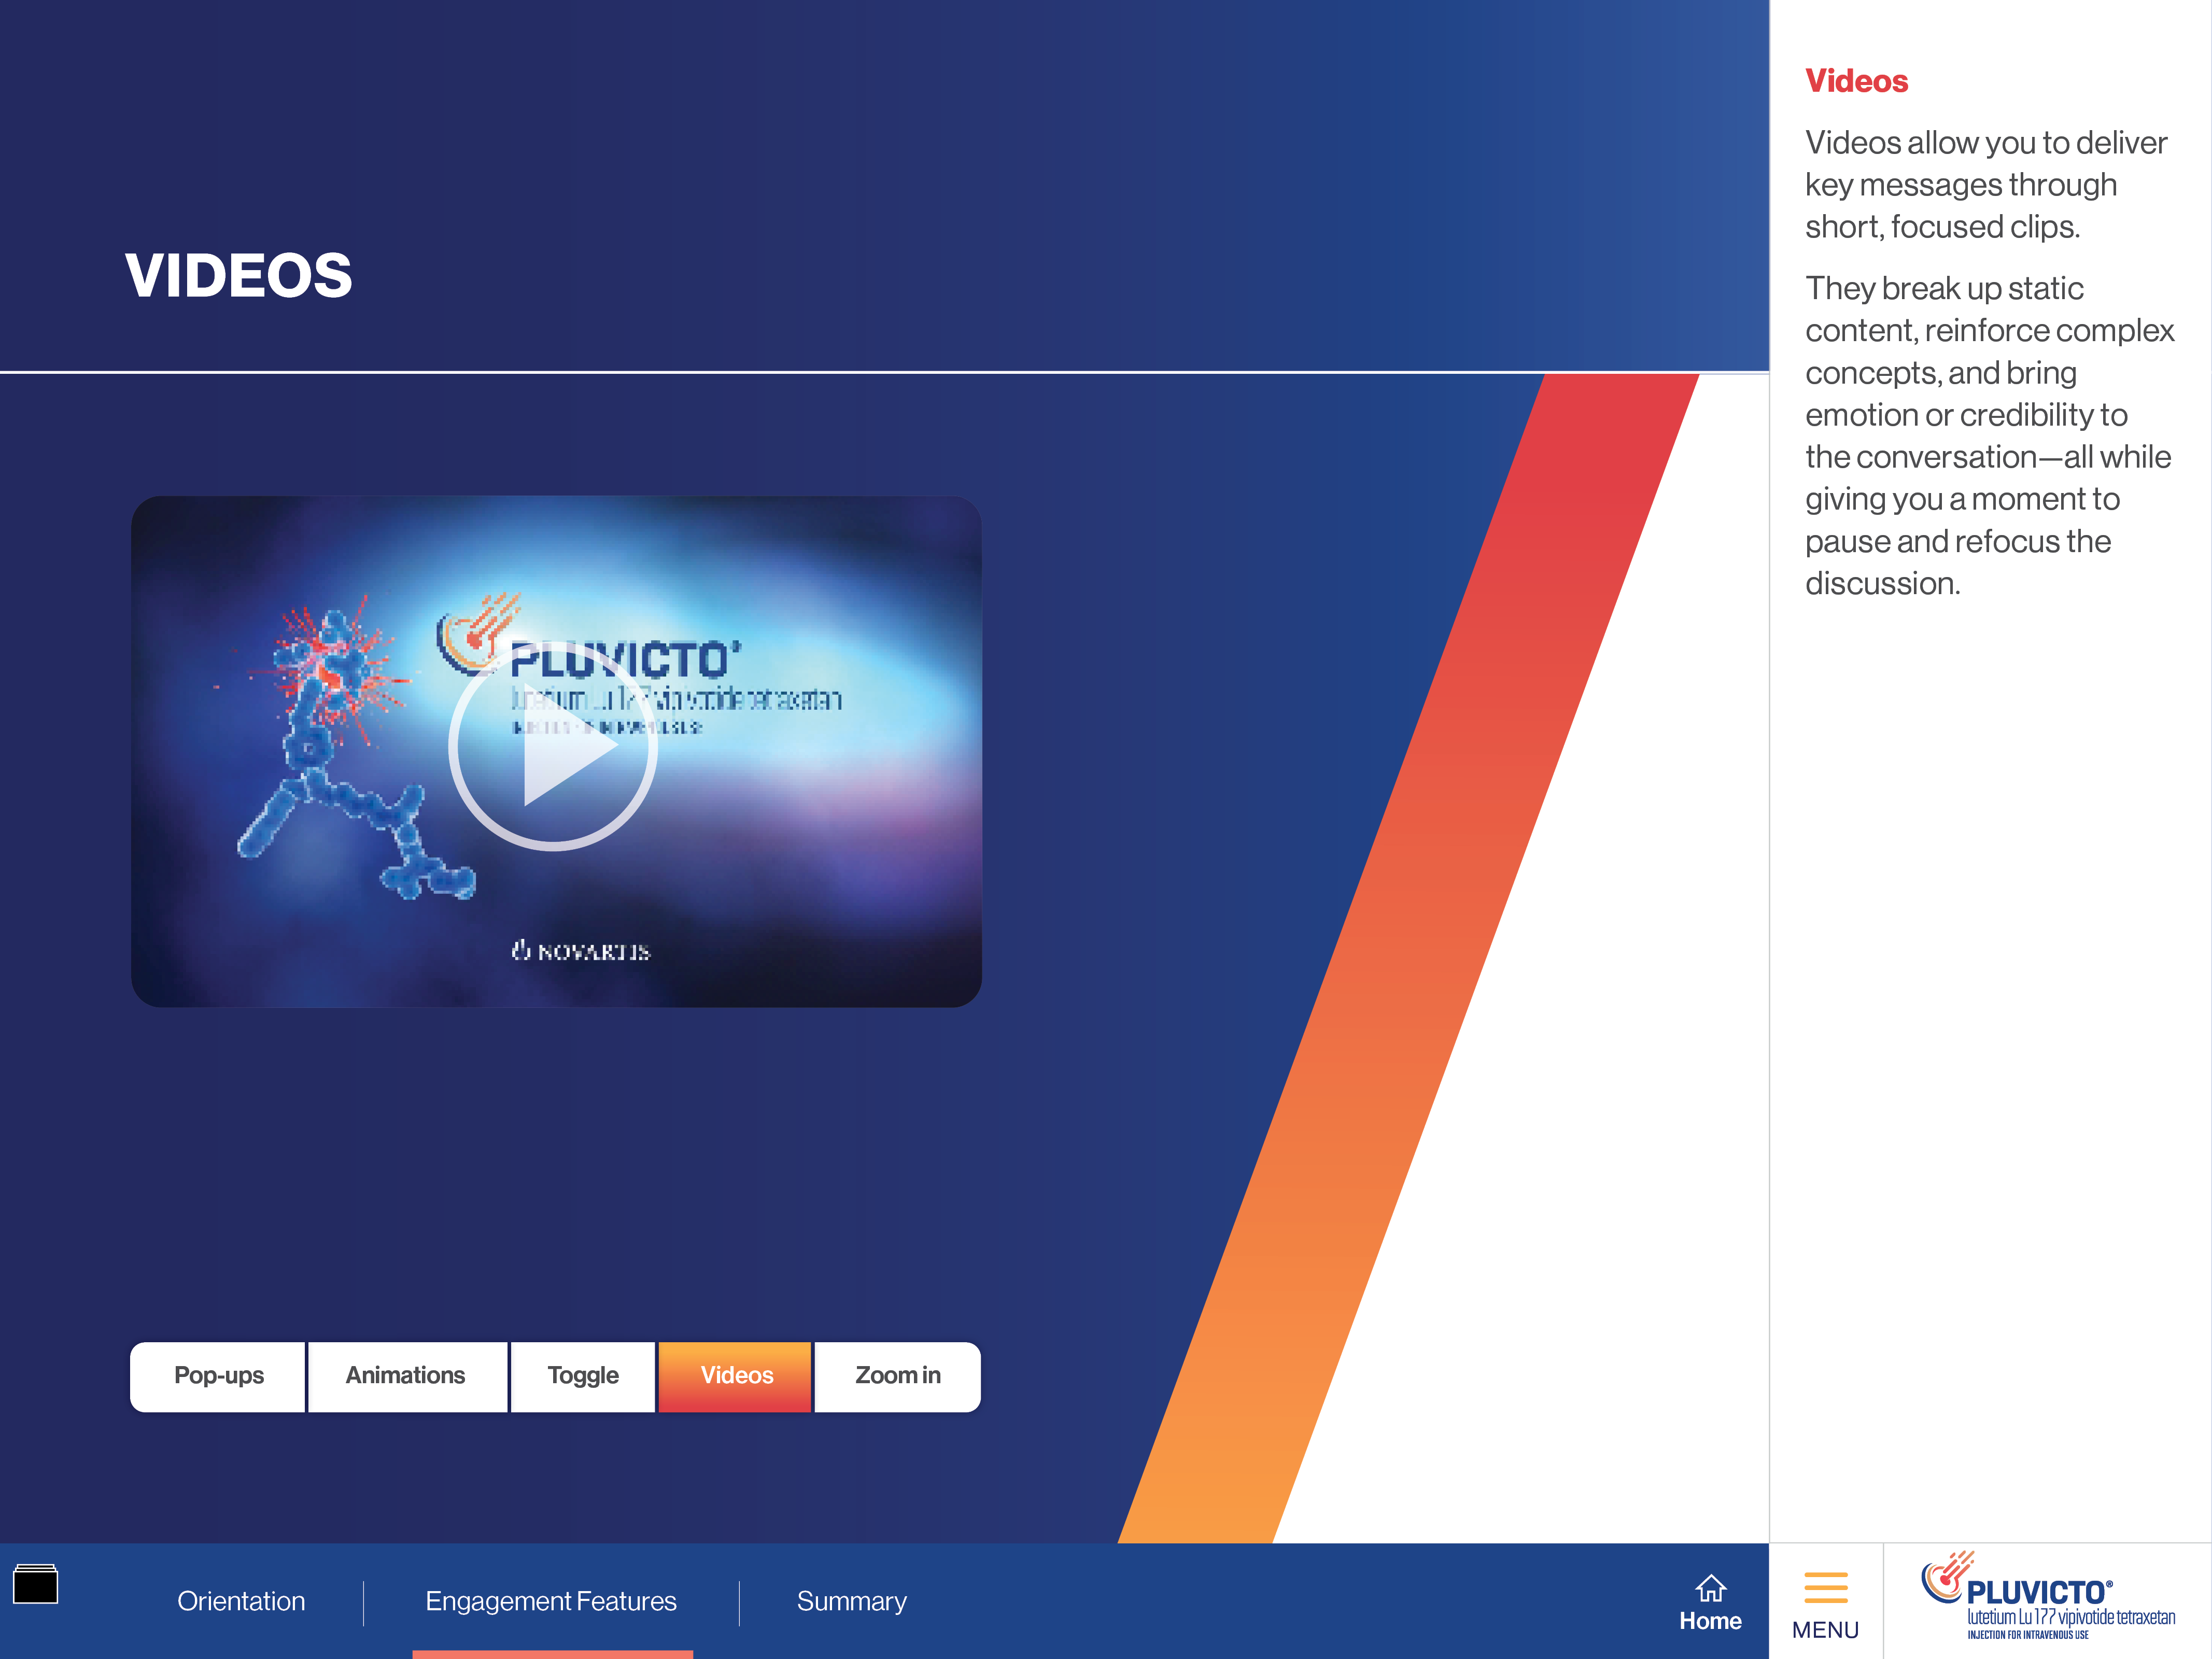 VIDEOS
PLUVICTO®
lutetium Lu 177 vipivotide tetraxetan
NOVARTIS
Pop-ups
Animations
Toggle
Videos
Zoom in
Orientation
Engagement Features
Summary
Home
Videos
Videos allow you to deliver
key messages through
short, focused clips.
They break up static
content, reinforce complex
concepts, and bring
emotion or credibility to
the conversation—all while
giving you a moment to
pause and refocus the
discussion.
MENU
PLUVICTO®
lutetium Lu 177 vipivotide tetraxetan
INJECTION FOR INTRAVENOUS USE